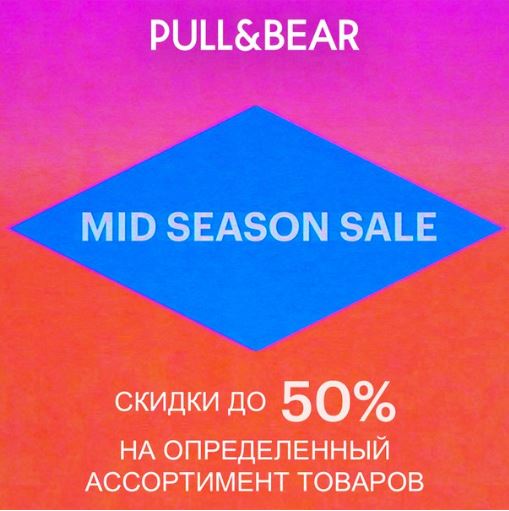 PULL&BEAR
MID SEASON SALE
СКИДКИ ДО 50%
НА ОПРЕДЕЛЕННЫЙ
АССОРТИМЕНТ ТОВАРОВ